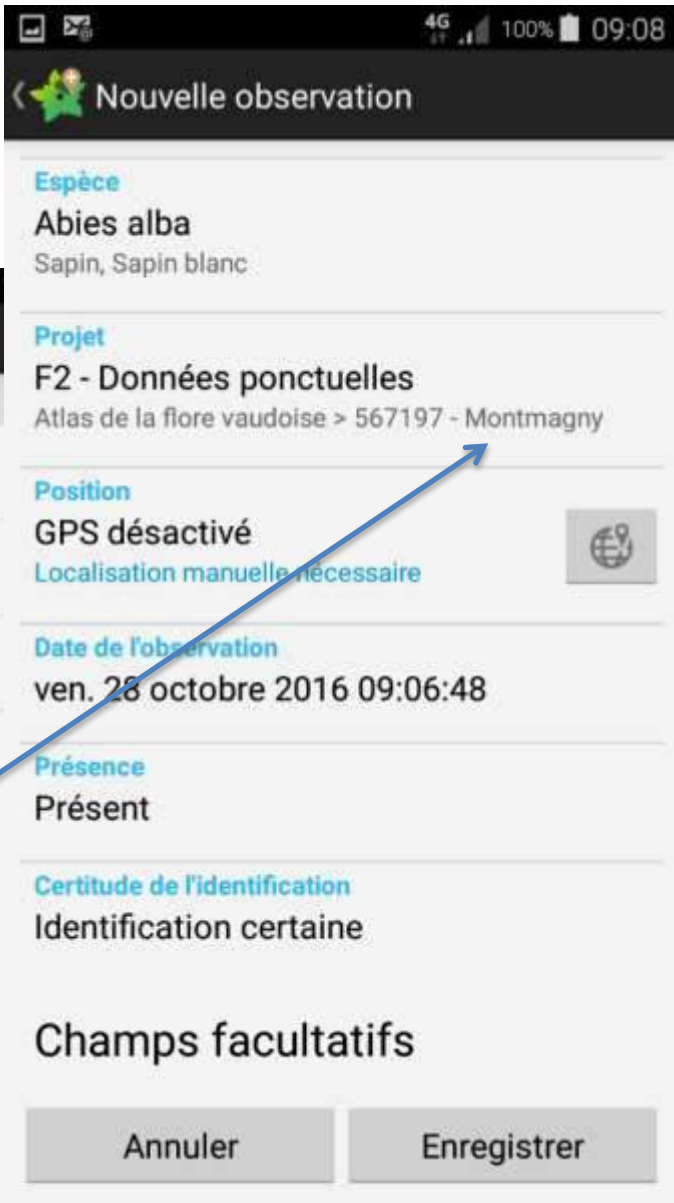 4G 100% 09:08
Nouvelle observation
Espèce
Abies alba
Sapin, Sapin blanc
Projet
F2 - Données ponctuelles
Atlas de la flore vaudoise > 567197 - Montmagny
Position
GPS désactivé
Localisation manuelle nécessaire
Date de l'observation
ven. 28 octobre 2016 09:06:48
Présence
Présent
Certitude de l'identification
Identification certaine
Champs facultatifs
Annuler Enregistrer